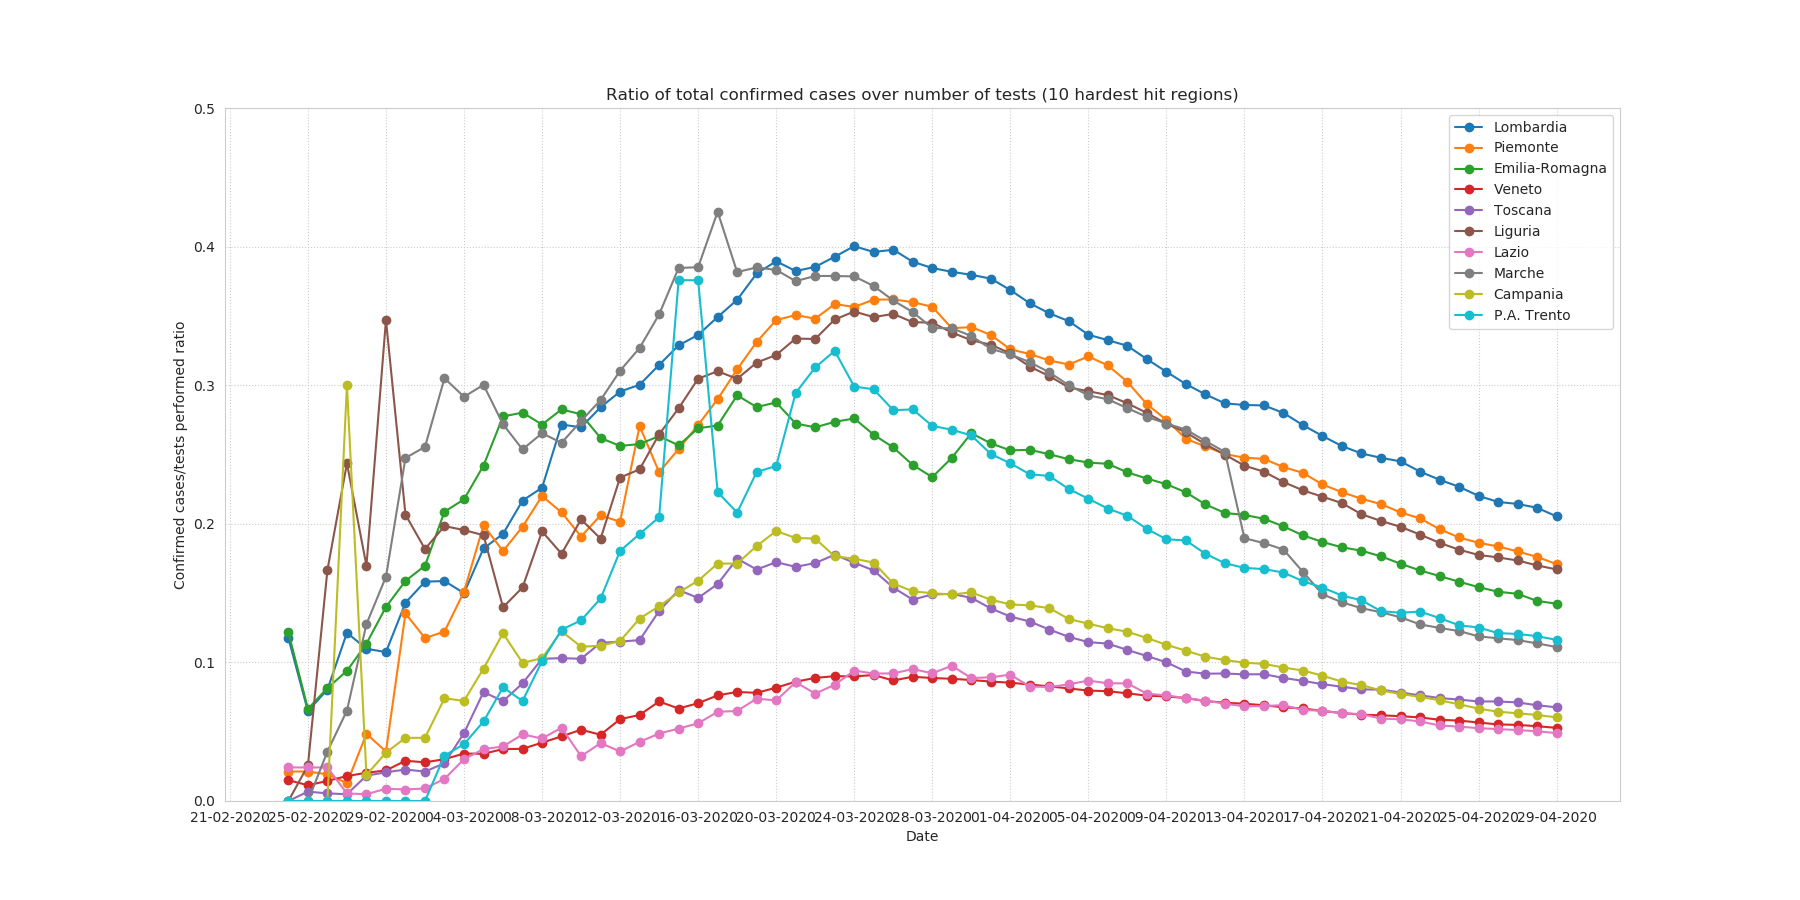 Ratio of total confirmed cases over number of tests (10 hardest hit regions)
Confirmed cases/tests performed ratio
0.5
0.4
0.3
0.2
0.1
0.0
Lombardia
Piemonte
Emilia-Romagna
Veneto
Toscana
Liguria
Lazio
Marche
Campania
P.A. Trento
21-02-2020 25-02-2020 29-02-2020 04-03-2020 08-03-2020 12-03-2020 16-03-2020 20-03-2020 24-03-2020 28-03-2020 01-04-2020 05-04-2020 09-04-2020 13-04-2020 17-04-2020 21-04-2020 25-04-2020 29-04-2020
Date